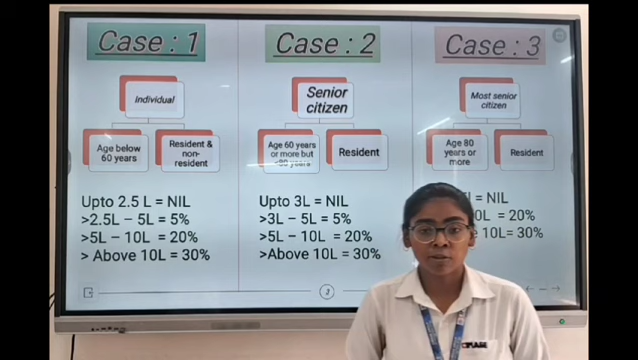 Case : 1
Individual
Age below
60 years
Resident &
non-
resident
Upto 2.5 L = NIL
>2.5L – 5L = 5%
>5L – 10L = 20%
> Above 10L = 30%
Case : 2
Senior
citizen
Age 60 years
or more but
Resident
Upto 3L = NIL
>3L – 5L = 5%
>5L – 10L = 20%
>Above 10L = 30%
Case : 3
Most senior
citizen
Age 80
years or
more
Resident
= NIL
= 20%
10L= 30%